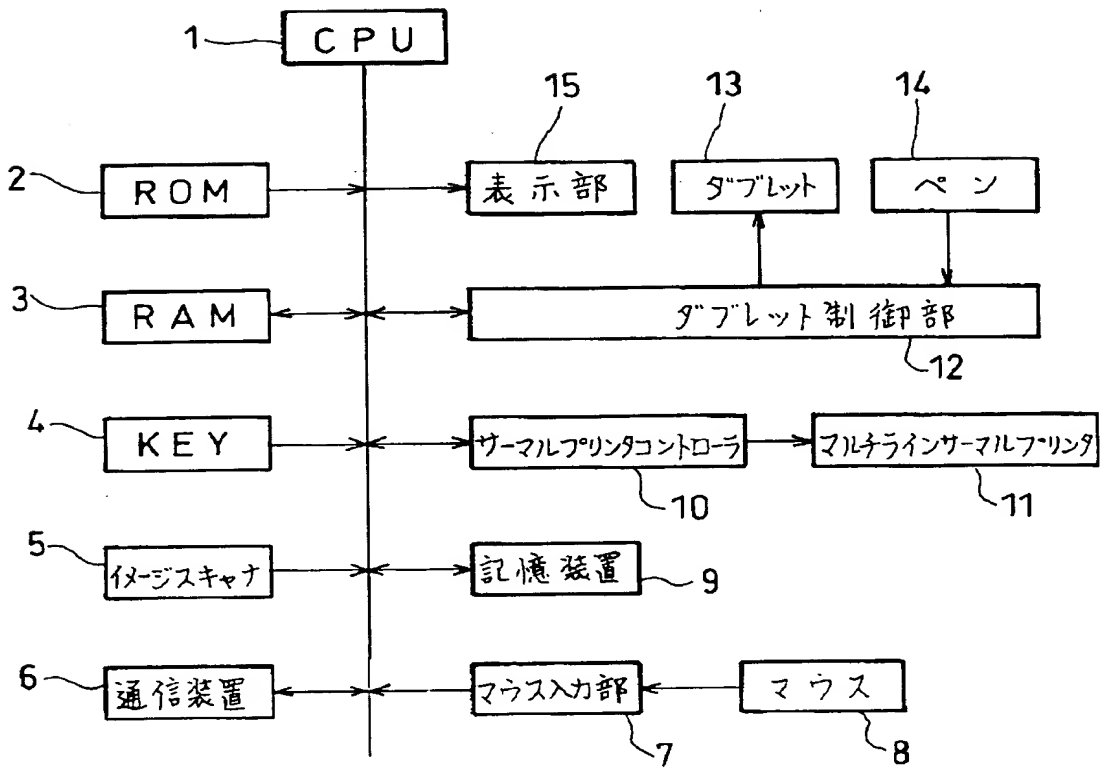 1 CPU
15 13 14
2 ROM 表示部 ダブレット ペン
3 RAM ダブレット制御部
12
4 KEY サーマルプリンタコントローラ マルチラインサーマルプリンタ
10 11
5 イメージスキャナ 記憶装置 9
6 通信装置 マウス入力部 マウス
7 8